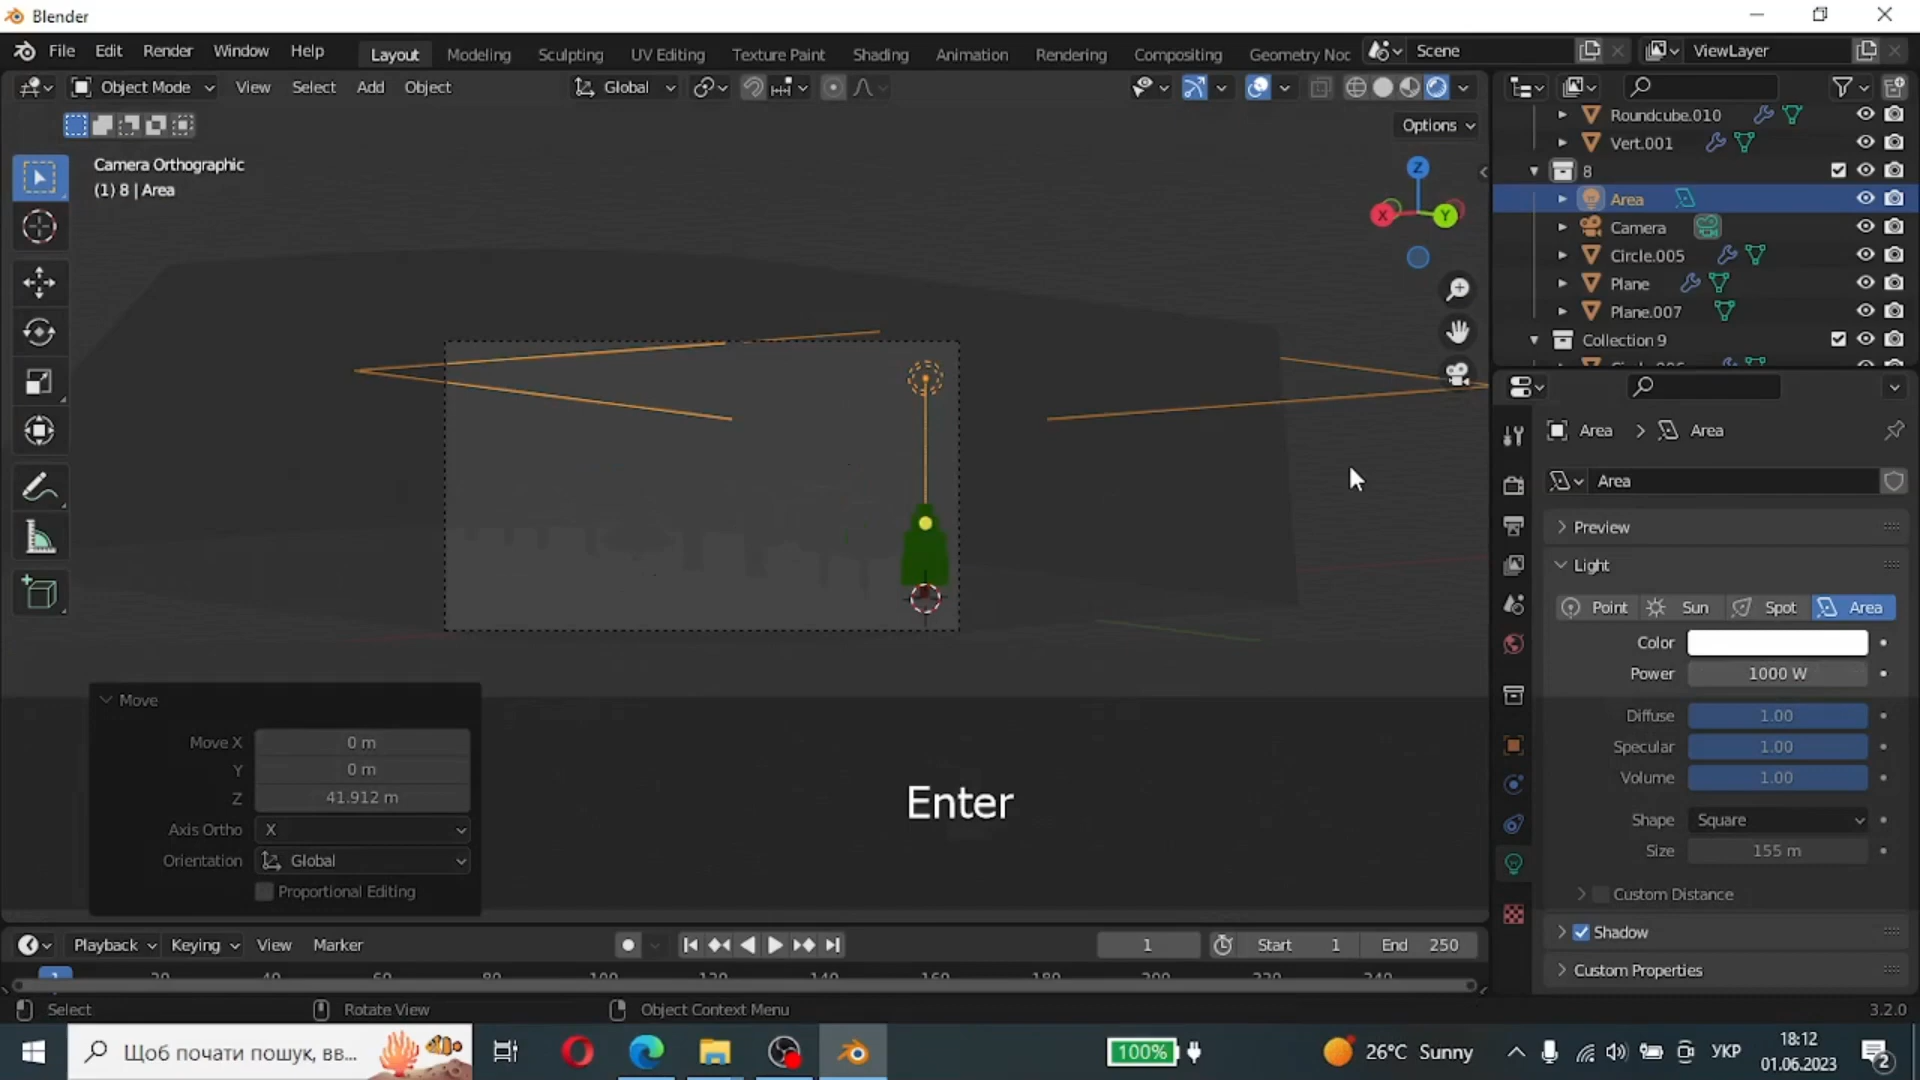 Blender
File Edit Render Window Help Layout Modeling Sculpting UV Editing Texture Paint Shading Animation Rendering Compositing Geometry Noc Scene ViewLayer
Object Mode View Select Add Object Global
Options
Camera Orthographic
(1) 8 | Area
Z
X
Y
Roundcube.010
Vert.001
8
Area
Camera
Circle.005
Plane
Plane.007
Collection 9
Area > Area
Area
Preview
Light
Point Sun Spot Area
Color
Power 1000 W
Diffuse 1.00
Specular 1.00
Volume 1.00
Shape Square
Size 155 m
Custom Distance
Shadow
Custom Properties
Move
Move X 0 m
Y 0 m
Z 41.912 m
Axis Ortho X
Orientation Global
Proportional Editing
Enter
Playback Keying View Marker 1 Start 1 End 250
1 20 40 60 80 100 120 140 160 180 200 220 240
Select Rotate View Object Context Menu 3.2.0
Щоб почати пошук, вв... 100% 26°C Sunny УКР 18:12
01.06.2023
2